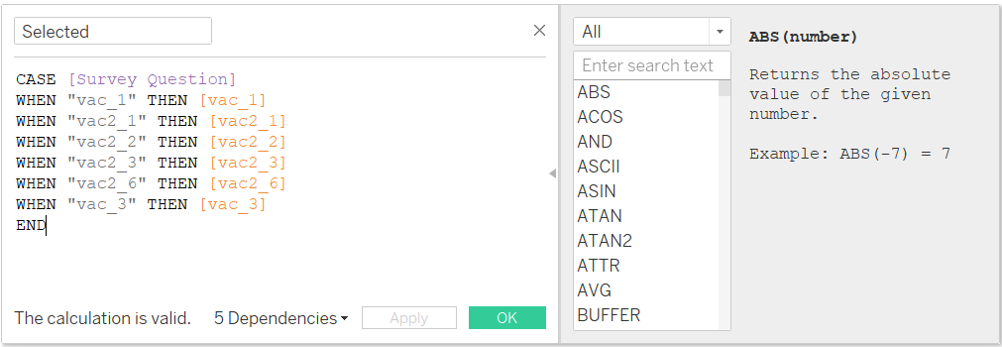 Selected
CASE [Survey Question]
WHEN "vac_1" THEN [vac_1]
WHEN "vac2_1" THEN [vac2_1]
WHEN "vac2_2" THEN [vac2_2]
WHEN "vac2_3" THEN [vac2_3]
WHEN "vac2_6" THEN [vac2_6]
WHEN "vac_3" THEN [vac_3]
END
The calculation is valid.
5 Dependencies
Apply
OK
All
Enter search text
ABS
ACOS
AND
ASCII
ASIN
ATAN
ATAN2
ATTR
AVG
BUFFER
ABS(number)
Returns the absolute
value of the given
number.
Example: ABS(-7) = 7